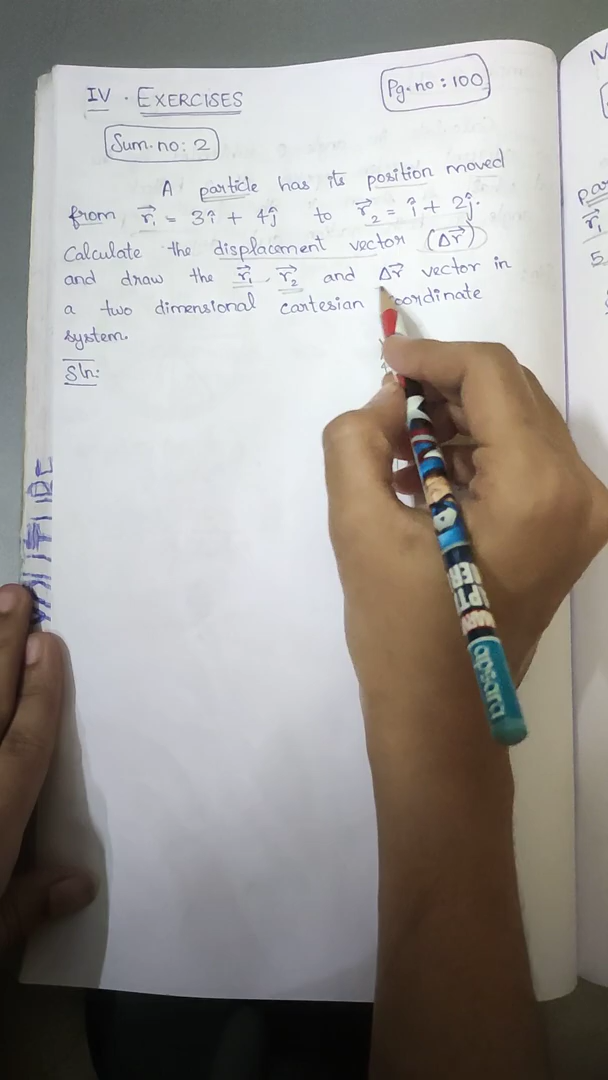 IV. EXERCISES
Pg. no : 100
Sum. no: 2
A particle has its position moved
from r⃗₁ = 3î + 4ĵ to r⃗₂ = î + 2ĵ.
Calculate the displacement vector (Δr⃗)
and draw the r⃗₁, r⃗₂ and Δr⃗ vector in
a two dimensional cartesian coordinate
system.
Sln:
apsara